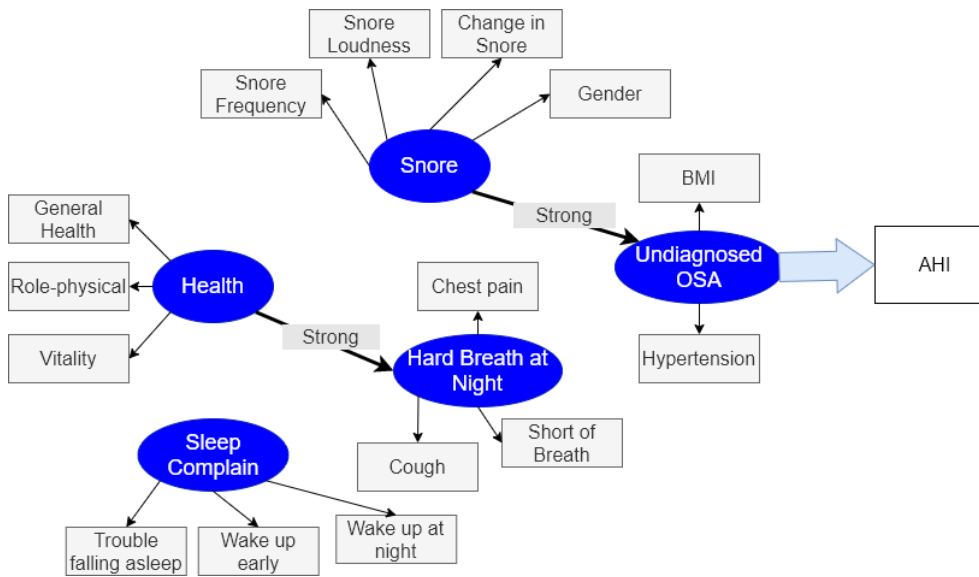 Snore
Loudness
Change in
Snore
Snore
Frequency
Gender
Snore
BMI
General
Health
Strong
Undiagnosed
OSA
AHI
Role-physical
Health
Chest pain
Vitality
Strong
Hard Breath at
Night
Hypertension
Sleep
Complain
Short of
Breath
Cough
Trouble
falling asleep
Wake up
early
Wake up at
night